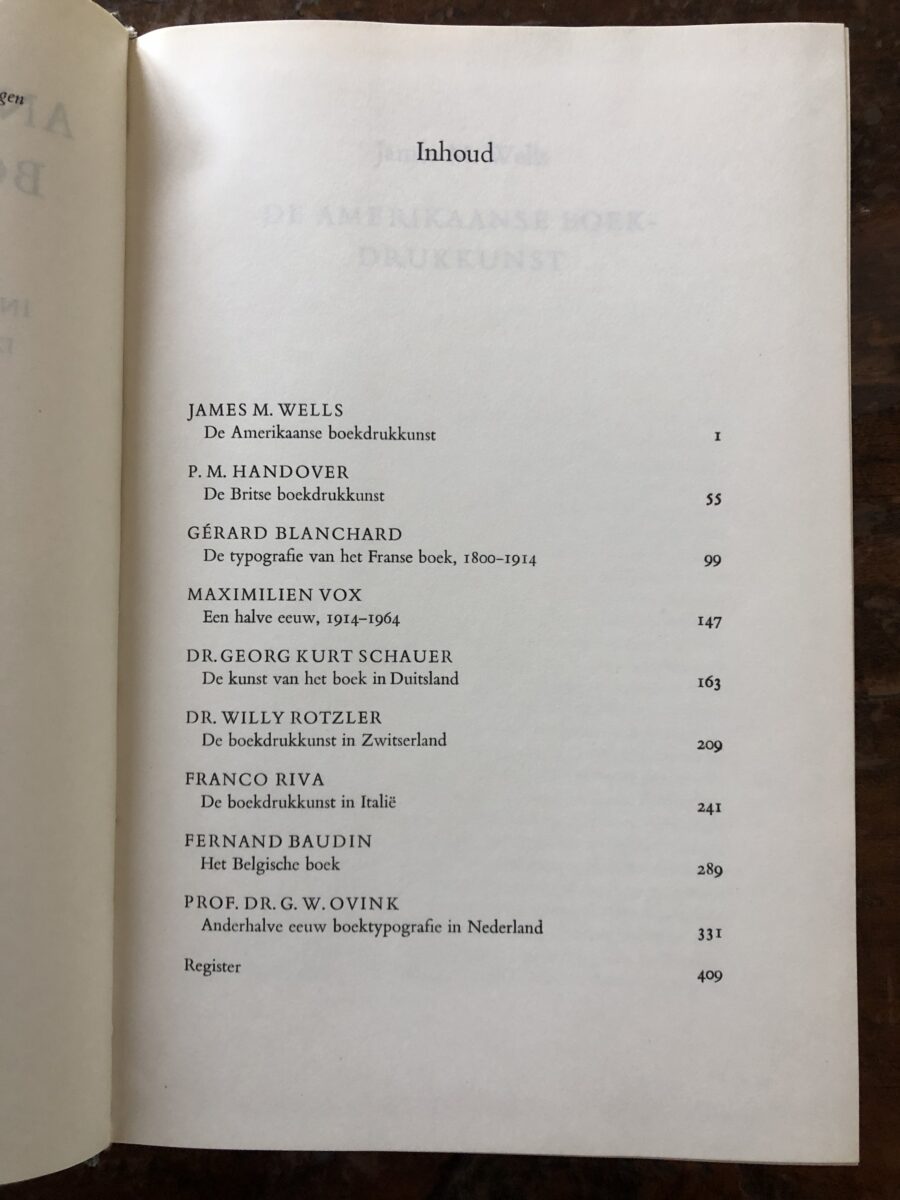 gen
Inhoud
JAMES M. WELLS
De Amerikaanse boekdrukkunst 1
P. M. HANDOVER
De Britse boekdrukkunst 55
GÉRARD BLANCHARD
De typografie van het Franse boek, 1800–1914 99
MAXIMILIEN VOX
Een halve eeuw, 1914–1964 147
DR. GEORG KURT SCHAUER
De kunst van het boek in Duitsland 163
DR. WILLY ROTZLER
De boekdrukkunst in Zwitserland 209
FRANCO RIVA
De boekdrukkunst in Italië 241
FERNAND BAUDIN
Het Belgische boek 289
PROF. DR. G. W. OVINK
Anderhalve eeuw boektypografie in Nederland 331
Register 409